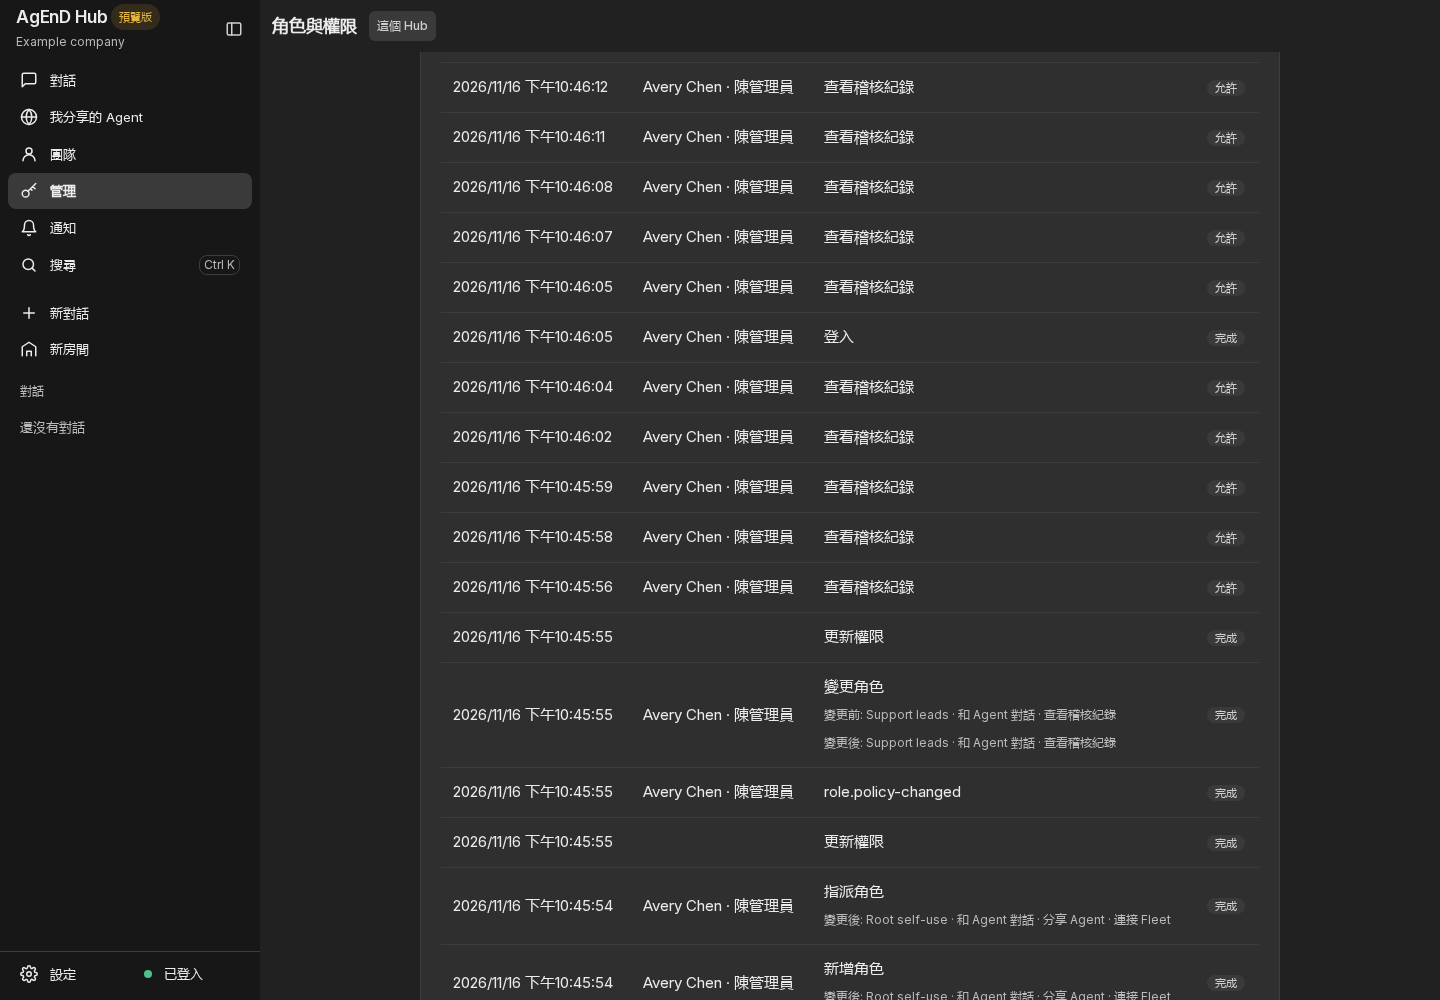 AgEnD Hub 預覽版
Example company
對話
我分享的 Agent
團隊
管理
通知
搜尋 Ctrl K
新對話
新房間
對話
還沒有對話
設定 已登入
角色與權限 這個 Hub
2026/11/16 下午10:46:12 Avery Chen · 陳管理員 查看稽核紀錄 允許
2026/11/16 下午10:46:11 Avery Chen · 陳管理員 查看稽核紀錄 允許
2026/11/16 下午10:46:08 Avery Chen · 陳管理員 查看稽核紀錄 允許
2026/11/16 下午10:46:07 Avery Chen · 陳管理員 查看稽核紀錄 允許
2026/11/16 下午10:46:05 Avery Chen · 陳管理員 查看稽核紀錄 允許
2026/11/16 下午10:46:05 Avery Chen · 陳管理員 登入 完成
2026/11/16 下午10:46:04 Avery Chen · 陳管理員 查看稽核紀錄 允許
2026/11/16 下午10:46:02 Avery Chen · 陳管理員 查看稽核紀錄 允許
2026/11/16 下午10:45:59 Avery Chen · 陳管理員 查看稽核紀錄 允許
2026/11/16 下午10:45:58 Avery Chen · 陳管理員 查看稽核紀錄 允許
2026/11/16 下午10:45:56 Avery Chen · 陳管理員 查看稽核紀錄 允許
2026/11/16 下午10:45:55 更新權限 完成
變更角色
2026/11/16 下午10:45:55 Avery Chen · 陳管理員 變更前: Support leads · 和 Agent 對話 · 查看稽核紀錄 完成
變更後: Support leads · 和 Agent 對話 · 查看稽核紀錄
2026/11/16 下午10:45:55 Avery Chen · 陳管理員 role.policy-changed 完成
2026/11/16 下午10:45:55 更新權限 完成
指派角色
2026/11/16 下午10:45:54 Avery Chen · 陳管理員 完成
變更後: Root self-use · 和 Agent 對話 · 分享 Agent · 連接 Fleet
新增角色
2026/11/16 下午10:45:54 Avery Chen · 陳管理員 完成
變更後: Root self-use · 和 Agent 對話 · 分享 Agent · 連接 Fleet